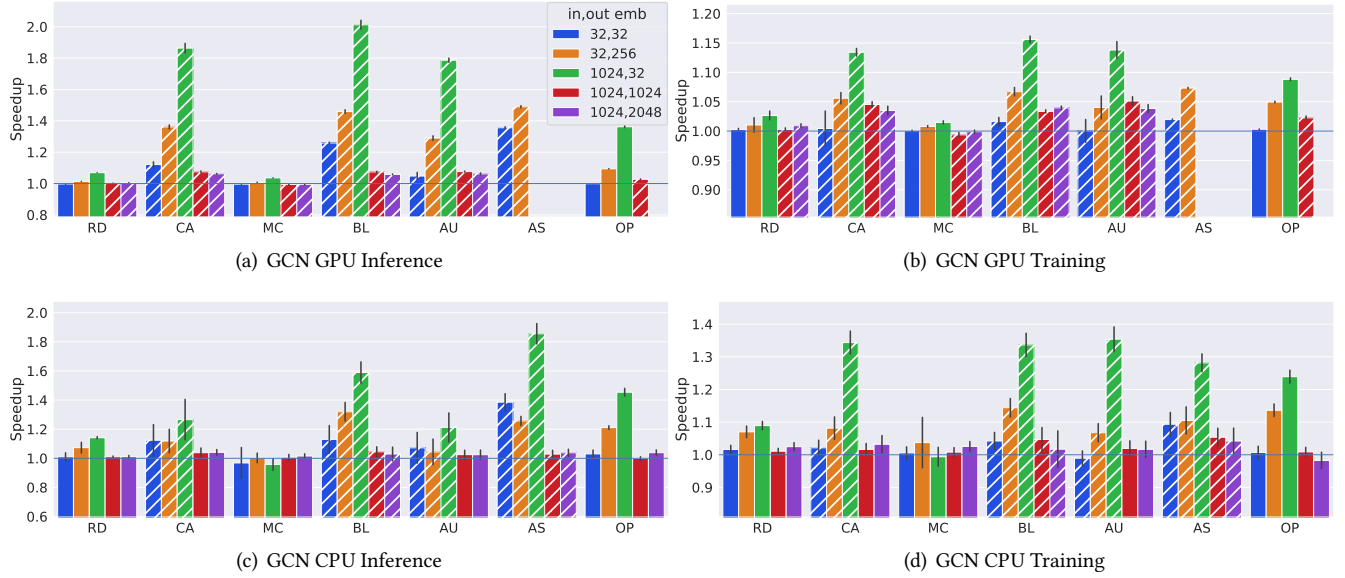 in,out emb
32,32
32,256
1024,32
1024,1024
1024,2048
Speedup
2.0
1.8
1.6
1.4
1.2
1.0
0.8
RD CA MC BL AU AS OP
(a) GCN GPU Inference
Speedup
1.20
1.15
1.10
1.05
1.00
0.95
0.90
RD CA MC BL AU AS OP
(b) GCN GPU Training
Speedup
2.0
1.8
1.6
1.4
1.2
1.0
0.8
0.6
RD CA MC BL AU AS OP
(c) GCN CPU Inference
Speedup
1.4
1.3
1.2
1.1
1.0
0.9
RD CA MC BL AU AS OP
(d) GCN CPU Training